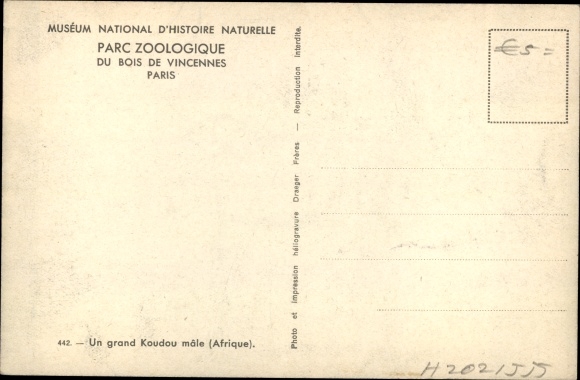 MUSÉUM NATIONAL D'HISTOIRE NATURELLE
PARC ZOOLOGIQUE
DU BOIS DE VINCENNES
PARIS
442. — Un grand Koudou mâle (Afrique).
Photo et impression héliogravure Draeger Frères — Reproduction Interdite.
€5=
H202155